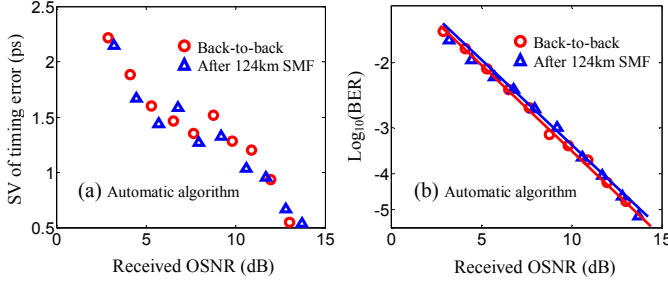 SV of timing error (ps)
2.5
2
1.5
1
0.5
0
5
10
15
Received OSNR (dB)
Back-to-back
After 124km SMF
(a) Automatic algorithm
Log10(BER)
-2
-2
-3
-4
-5
0
5
10
15
Received OSNR (dB)
Back-to-back
After 124km SMF
(b) Automatic algorithm